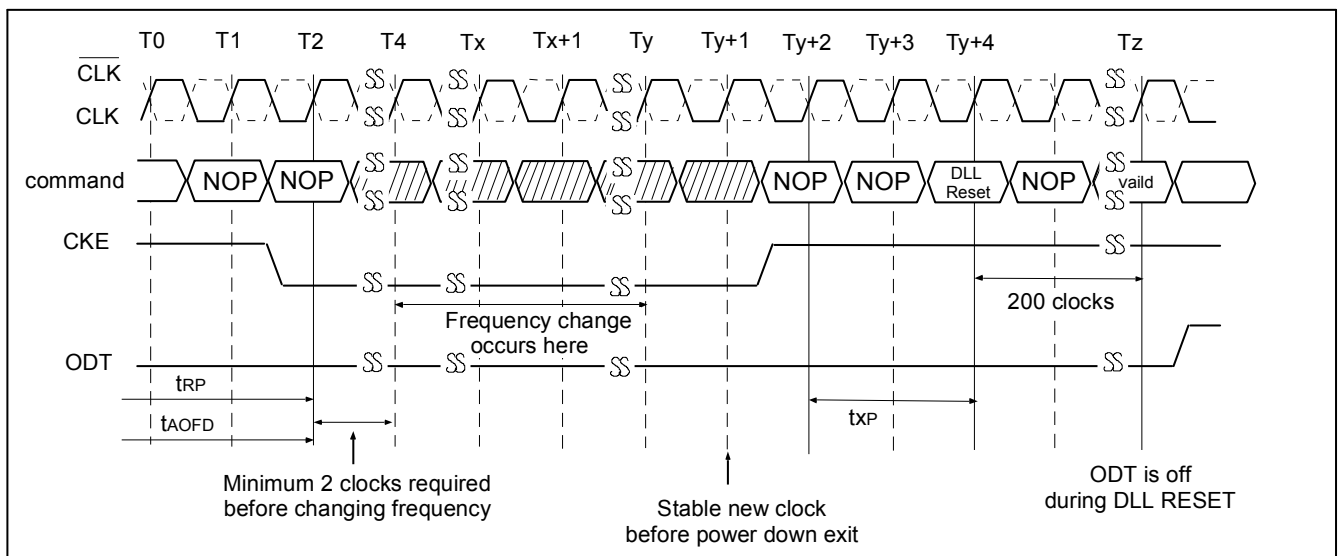 T0 T1 T2 T4 Tx Tx+1 Ty Ty+1 Ty+2 Ty+3 Ty+4 Tz
CLK
CLK
command NOP NOP NOP NOP DLL Reset NOP vaild
CKE
200 clocks
Frequency change
occurs here
ODT
tRP
tAOFD
txP
Minimum 2 clocks required
before changing frequency
Stable new clock
before power down exit
ODT is off
during DLL RESET